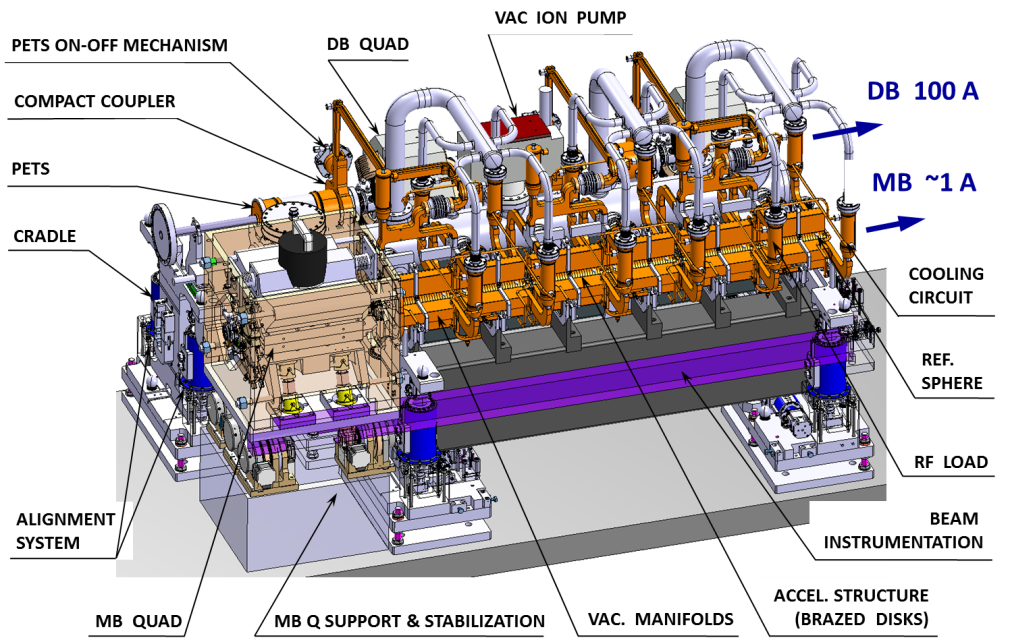 VAC ION PUMP
PETS ON-OFF MECHANISM
DB QUAD
COMPACT COUPLER
DB 100 A
PETS
MB ~1 A
CRADLE
COOLING
CIRCUIT
REF.
SPHERE
RF LOAD
ALIGNMENT
SYSTEM
BEAM
INSTRUMENTATION
ACCEL. STRUCTURE
(BRAZED DISKS)
MB QUAD
MB Q SUPPORT & STABILIZATION
VAC. MANIFOLDS